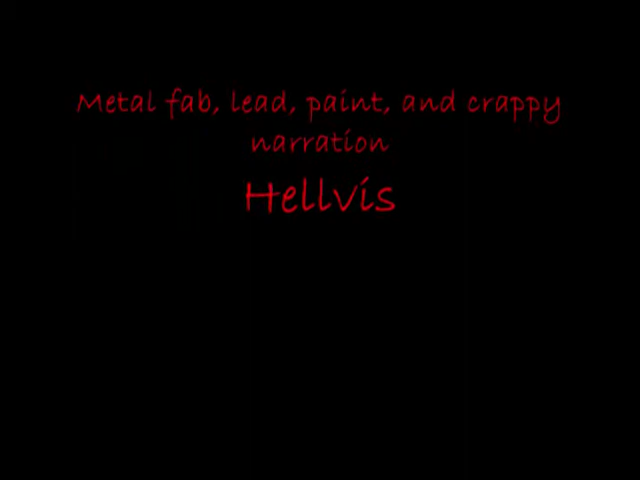 Metal fab, lead, paint, and crappy
narration
Hellvis